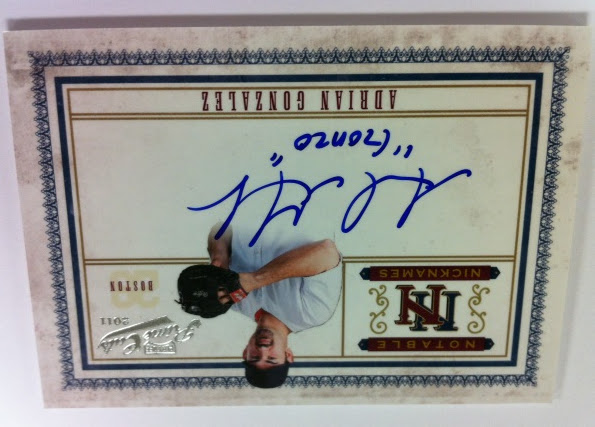 NOTABLE
NN
NICKNAMES
Prime Cuts
2011
BOSTON
"Gonzo"
ADRIAN GONZALEZ